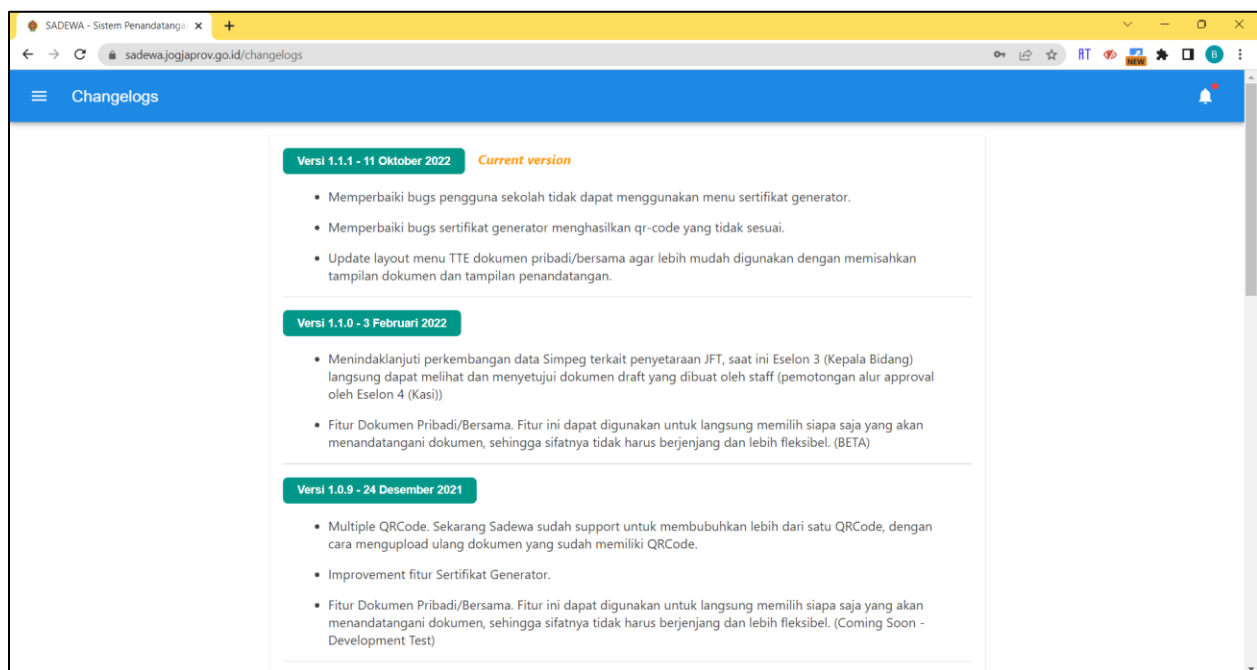 SADEWA - Sistem Penandatanga
sadewa.jogjaprov.go.id/changelogs
NEW
B
Changelogs
Versi 1.1.1 - 11 Oktober 2022 Current version
• Memperbaiki bugs pengguna sekolah tidak dapat menggunakan menu sertifikat generator.
• Memperbaiki bugs sertifikat generator menghasilkan qr-code yang tidak sesuai.
• Update layout menu TTE dokumen pribadi/bersama agar lebih mudah digunakan dengan memisahkan
tampilan dokumen dan tampilan penandatangan.
Versi 1.1.0 - 3 Februari 2022
• Menindaklanjuti perkembangan data Simpeg terkait penyetaraan JFT, saat ini Eselon 3 (Kepala Bidang)
langsung dapat melihat dan menyetujui dokumen draft yang dibuat oleh staff (pemotongan alur approval
oleh Eselon 4 (Kasi))
• Fitur Dokumen Pribadi/Bersama. Fitur ini dapat digunakan untuk langsung memilih siapa saja yang akan
menandatangani dokumen, sehingga sifatnya tidak harus berjenjang dan lebih fleksibel. (BETA)
Versi 1.0.9 - 24 Desember 2021
• Multiple QRCode. Sekarang Sadewa sudah support untuk membubuhkan lebih dari satu QRCode, dengan
cara mengupload ulang dokumen yang sudah memiliki QRCode.
• Improvement fitur Sertifikat Generator.
• Fitur Dokumen Pribadi/Bersama. Fitur ini dapat digunakan untuk langsung memilih siapa saja yang akan
menandatangani dokumen, sehingga sifatnya tidak harus berjenjang dan lebih fleksibel. (Coming Soon -
Development Test)